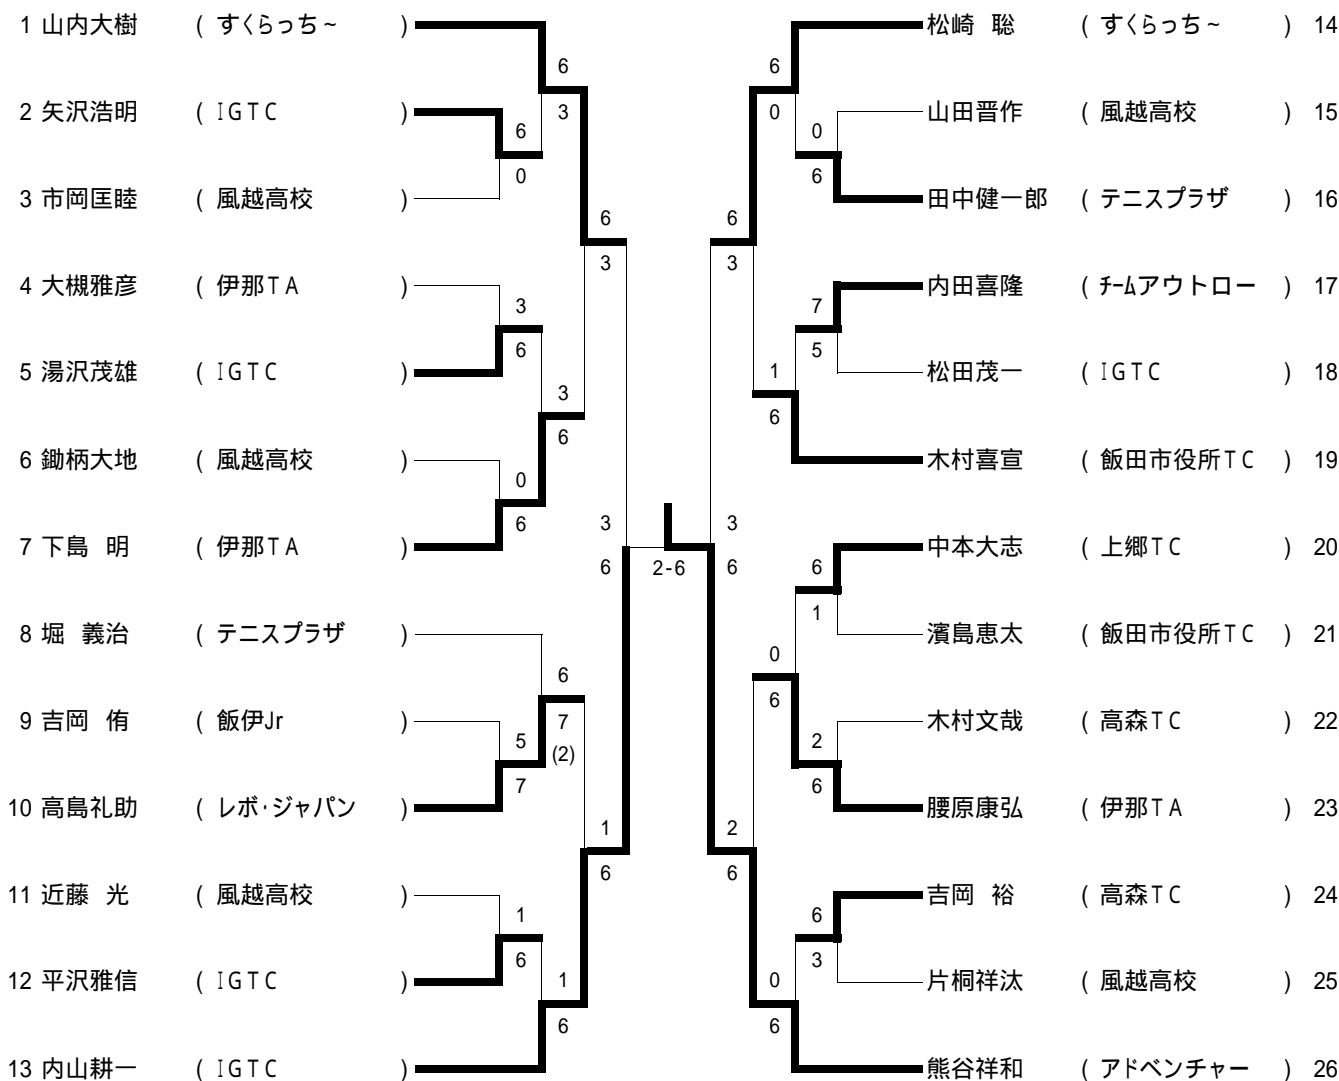 1 山内大樹 ( すくらっち~ ) 松崎 聡 ( すくらっち~ ) 14
6 6
2 矢沢浩明 ( IGTC ) 3 0 山田晋作 ( 風越高校 ) 15
6 0
0 6
3 市岡匡睦 ( 風越高校 ) 田中健一郎 ( テニスプラザ ) 16
6 6
3 3
4 大槻雅彦 ( 伊那TA ) 内田喜隆 ( チームアウトロー ) 17
3 7
6 5
5 湯沢茂雄 ( IGTC ) 1 松田茂一 ( IGTC ) 18
3 6
6
6 鋤柄大地 ( 風越高校 ) 木村喜宣 ( 飯田市役所TC ) 19
0
6 3 3
7 下島 明 ( 伊那TA ) 中本大志 ( 上郷TC ) 20
6 2-6 6 6
1
8 堀 義治 ( テニスプラザ ) 濱島恵太 ( 飯田市役所TC ) 21
6 0
6
9 吉岡 侑 ( 飯伊Jr ) 7 木村文哉 ( 高森TC ) 22
5 (2) 2
7 6
10 高島礼助 ( レボ・ジャパン ) 腰原康弘 ( 伊那TA ) 23
1 2
6 6
11 近藤 光 ( 風越高校 ) 吉岡 裕 ( 高森TC ) 24
1 6
6 3
12 平沢雅信 ( IGTC ) 1 0 片桐祥汰 ( 風越高校 ) 25
6 6
13 内山耕一 ( IGTC ) 熊谷祥和 ( アドベンチャー ) 26